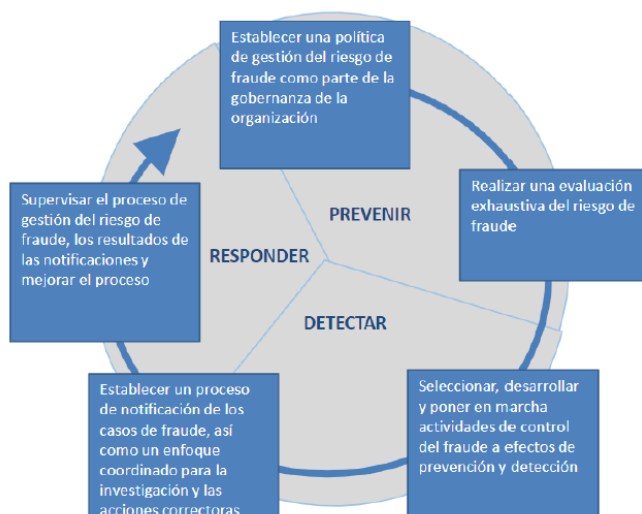 Establecer una política
de gestión del riesgo de
fraude como parte de la
gobernanza de la
organización
Realizar una evaluación
exhaustiva del riesgo de
fraude
Seleccionar, desarrollar
y poner en marcha
actividades de control
del fraude a efectos de
prevención y detección
Establecer un proceso
de notificación de los
casos de fraude, así
como un enfoque
coordinado para la
investigación y las
acciones correctoras
Supervisar el proceso de
gestión del riesgo de
fraude, los resultados de
las notificaciones y
mejorar el proceso
PREVENIR
RESPONDER
DETECTAR